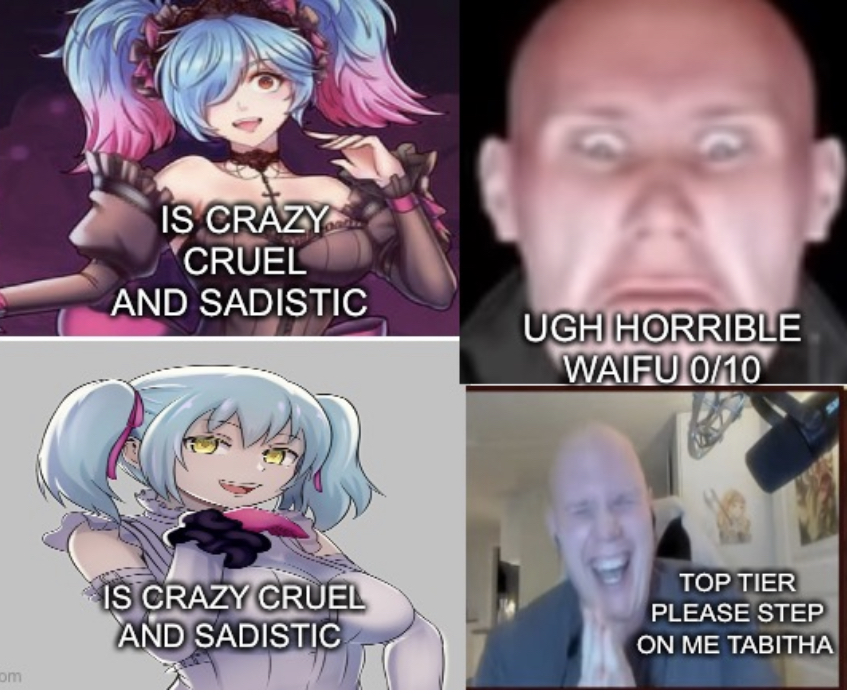 IS CRAZY
CRUEL
AND SADISTIC
UGH HORRIBLE
WAIFU 0/10
IS CRAZY CRUEL
AND SADISTIC
TOP TIER
PLEASE STEP
ON ME TABITHA
om